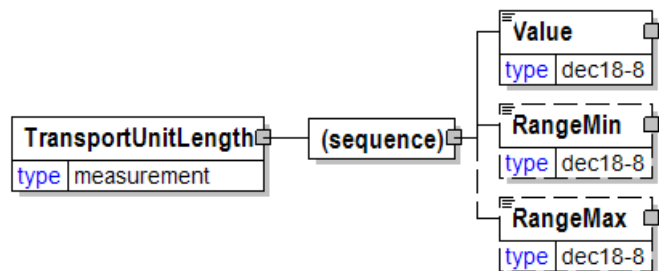 Value
type dec18-8
TransportUnitLength
type measurement
(sequence)
RangeMin
type dec18-8
RangeMax
type dec18-8